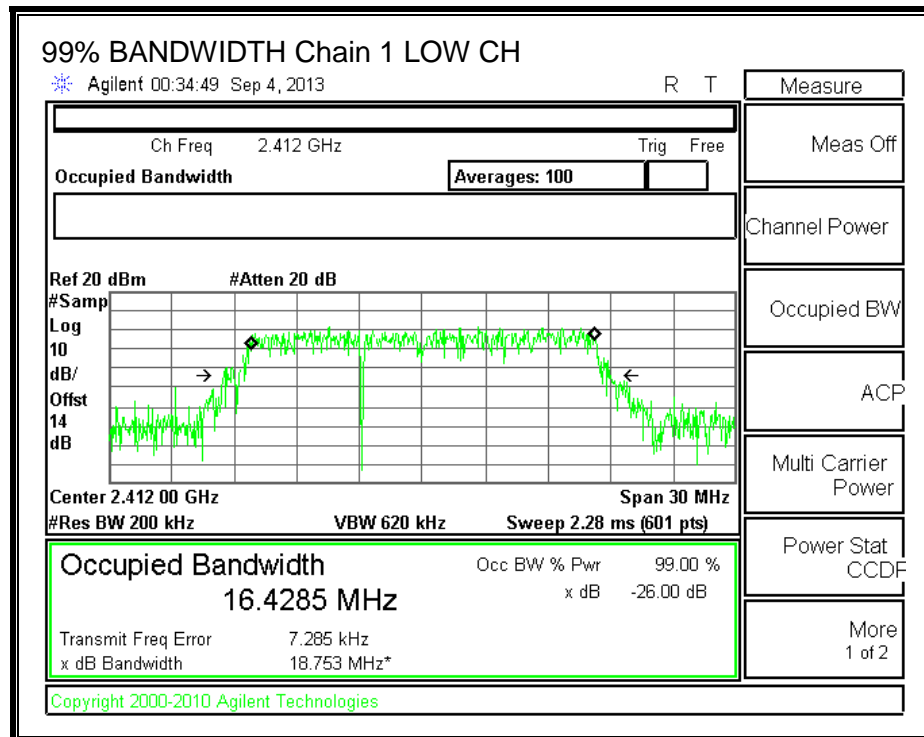 99% BANDWIDTH Chain 1 LOW CH
Agilent 00:34:49 Sep 4, 2013 R T
Measure
Ch Freq 2.412 GHz Trig Free
Meas Off
Occupied Bandwidth Averages: 100
Channel Power
Ref 20 dBm #Atten 20 dB
#Samp
Log
10
dB/
Offst
14
dB
Occupied BW
ACP
Center 2.412 00 GHz Span 30 MHz
#Res BW 200 kHz VBW 620 kHz Sweep 2.28 ms (601 pts)
Multi Carrier
Power
Occupied Bandwidth Occ BW % Pwr 99.00 %
16.4285 MHz x dB -26.00 dB
Transmit Freq Error 7.285 kHz
x dB Bandwidth 18.753 MHz*
Power Stat
CCDF
More
1 of 2
Copyright 2000-2010 Agilent Technologies